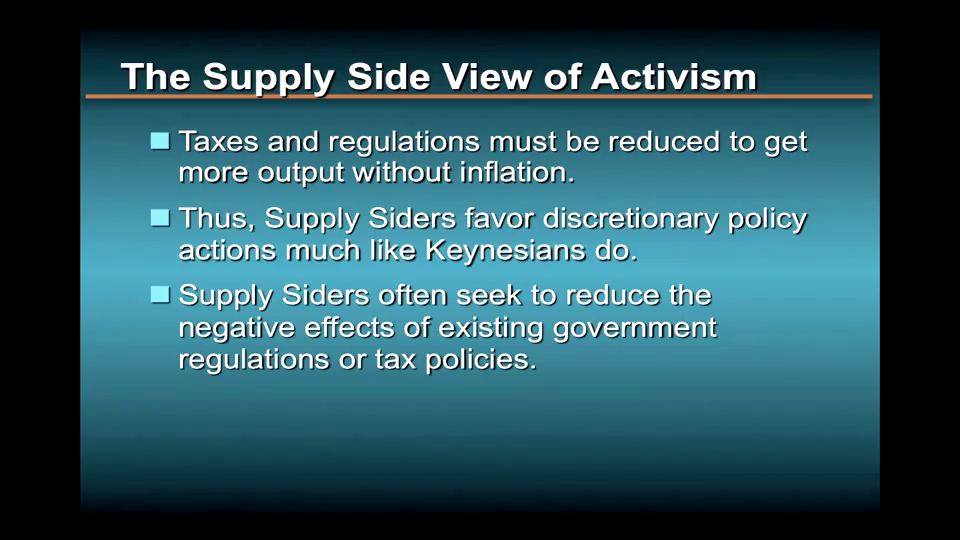 The Supply Side View of Activism
Taxes and regulations must be reduced to get
more output without inflation.
Thus, Supply Siders favor discretionary policy
actions much like Keynesians do.
Supply Siders often seek to reduce the
negative effects of existing government
regulations or tax policies.